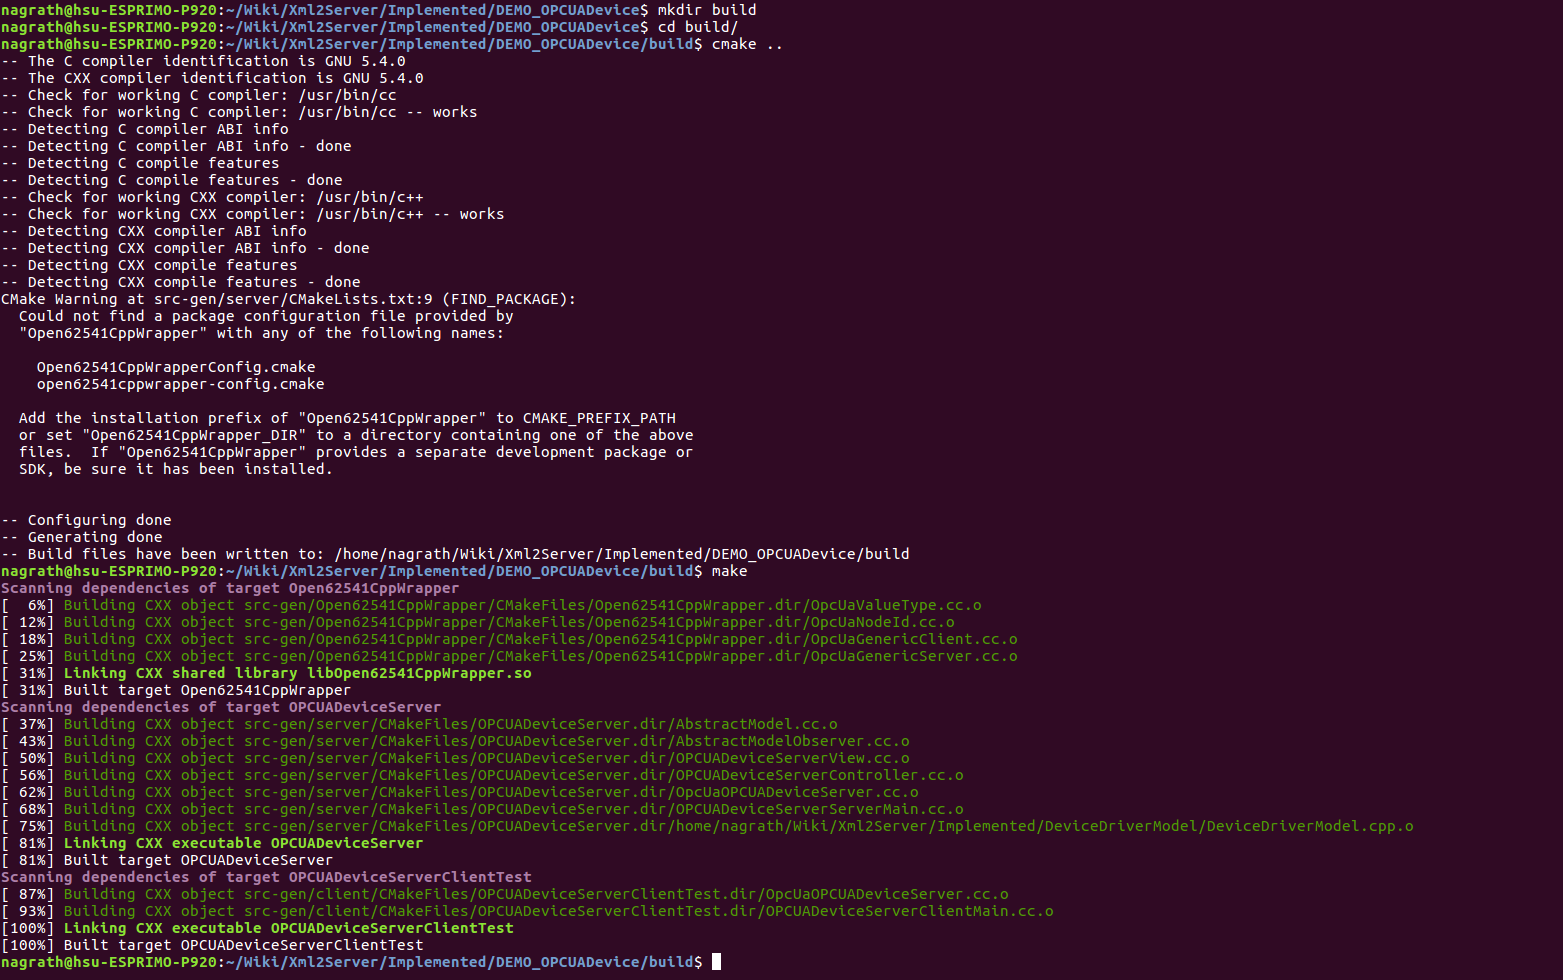 nagrath@hsu-ESPRIMO-P920:~/Wiki/Xml2Server/Implemented/DEMO_OPCUADevice$ mkdir build
nagrath@hsu-ESPRIMO-P920:~/Wiki/Xml2Server/Implemented/DEMO_OPCUADevice$ cd build/
nagrath@hsu-ESPRIMO-P920:~/Wiki/Xml2Server/Implemented/DEMO_OPCUADevice/build$ cmake ..
-- The C compiler identification is GNU 5.4.0
-- The CXX compiler identification is GNU 5.4.0
-- Check for working C compiler: /usr/bin/cc
-- Check for working C compiler: /usr/bin/cc -- works
-- Detecting C compiler ABI info
-- Detecting C compiler ABI info - done
-- Detecting C compile features
-- Detecting C compile features - done
-- Check for working CXX compiler: /usr/bin/c++
-- Check for working CXX compiler: /usr/bin/c++ -- works
-- Detecting CXX compiler ABI info
-- Detecting CXX compiler ABI info - done
-- Detecting CXX compile features
-- Detecting CXX compile features - done
CMake Warning at src-gen/server/CMakeLists.txt:9 (FIND_PACKAGE):
  Could not find a package configuration file provided by
  "Open62541CppWrapper" with any of the following names:

    Open62541CppWrapperConfig.cmake
    open62541cppwrapper-config.cmake

  Add the installation prefix of "Open62541CppWrapper" to CMAKE_PREFIX_PATH
  or set "Open62541CppWrapper_DIR" to a directory containing one of the above
  files.  If "Open62541CppWrapper" provides a separate development package or
  SDK, be sure it has been installed.


-- Configuring done
-- Generating done
-- Build files have been written to: /home/nagrath/Wiki/Xml2Server/Implemented/DEMO_OPCUADevice/build
nagrath@hsu-ESPRIMO-P920:~/Wiki/Xml2Server/Implemented/DEMO_OPCUADevice/build$ make
Scanning dependencies of target Open62541CppWrapper
[  6%] Building CXX object src-gen/Open62541CppWrapper/CMakeFiles/Open62541CppWrapper.dir/OpcUaValueType.cc.o
[ 12%] Building CXX object src-gen/Open62541CppWrapper/CMakeFiles/Open62541CppWrapper.dir/OpcUaNodeId.cc.o
[ 18%] Building CXX object src-gen/Open62541CppWrapper/CMakeFiles/Open62541CppWrapper.dir/OpcUaGenericClient.cc.o
[ 25%] Building CXX object src-gen/Open62541CppWrapper/CMakeFiles/Open62541CppWrapper.dir/OpcUaGenericServer.cc.o
[ 31%] Linking CXX shared library libOpen62541CppWrapper.so
[ 31%] Built target Open62541CppWrapper
Scanning dependencies of target OPCUADeviceServer
[ 37%] Building CXX object src-gen/server/CMakeFiles/OPCUADeviceServer.dir/AbstractModel.cc.o
[ 43%] Building CXX object src-gen/server/CMakeFiles/OPCUADeviceServer.dir/AbstractModelObserver.cc.o
[ 50%] Building CXX object src-gen/server/CMakeFiles/OPCUADeviceServer.dir/OPCUADeviceServerView.cc.o
[ 56%] Building CXX object src-gen/server/CMakeFiles/OPCUADeviceServer.dir/OPCUADeviceServerController.cc.o
[ 62%] Building CXX object src-gen/server/CMakeFiles/OPCUADeviceServer.dir/OpcUaOPCUADeviceServer.cc.o
[ 68%] Building CXX object src-gen/server/CMakeFiles/OPCUADeviceServer.dir/OPCUADeviceServerServerMain.cc.o
[ 75%] Building CXX object src-gen/server/CMakeFiles/OPCUADeviceServer.dir/home/nagrath/Wiki/Xml2Server/Implemented/DeviceDriverModel/DeviceDriverModel.cpp.o
[ 81%] Linking CXX executable OPCUADeviceServer
[ 81%] Built target OPCUADeviceServer
Scanning dependencies of target OPCUADeviceServerClientTest
[ 87%] Building CXX object src-gen/client/CMakeFiles/OPCUADeviceServerClientTest.dir/OpcUaOPCUADeviceServer.cc.o
[ 93%] Building CXX object src-gen/client/CMakeFiles/OPCUADeviceServerClientTest.dir/OPCUADeviceServerClientMain.cc.o
[100%] Linking CXX executable OPCUADeviceServerClientTest
[100%] Built target OPCUADeviceServerClientTest
nagrath@hsu-ESPRIMO-P920:~/Wiki/Xml2Server/Implemented/DEMO_OPCUADevice/build$